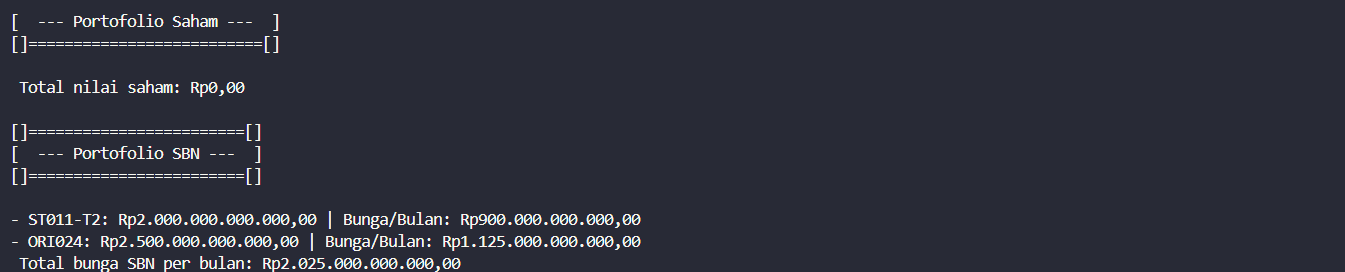 [  --- Portofolio Saham ---  ]
[]==========================[]
Total nilai saham: Rp0,00
[]========================[]
[  --- Portofolio SBN ---  ]
[]========================[]
- ST011-T2: Rp2.000.000.000.000,00 | Bunga/Bulan: Rp900.000.000.000,00
- ORI024: Rp2.500.000.000.000,00 | Bunga/Bulan: Rp1.125.000.000.000,00
Total bunga SBN per bulan: Rp2.025.000.000.000,00